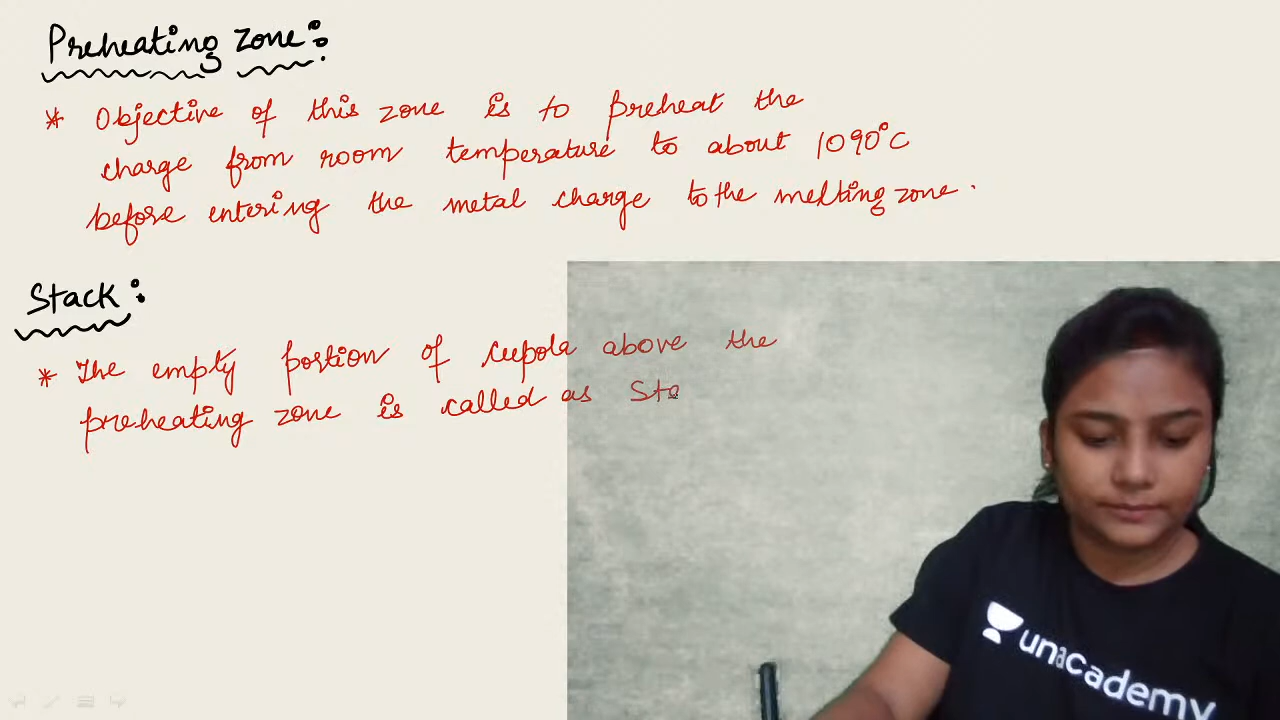 Preheating zone:
* Objective of this zone is to preheat the
charge from room temperature to about 1090°C
before entering the metal charge to the melting zone.
Stack:
* The empty portion of cupola above the
preheating zone is called as Sta
unacademy